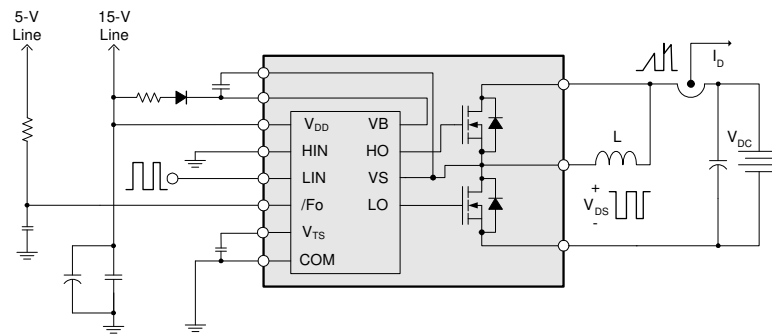 5-V
Line
15-V
Line
I_D
V_DD
VB
HIN
HO
LIN
VS
/Fo
LO
V_TS
COM
L
V_DC
+
V_DS
-